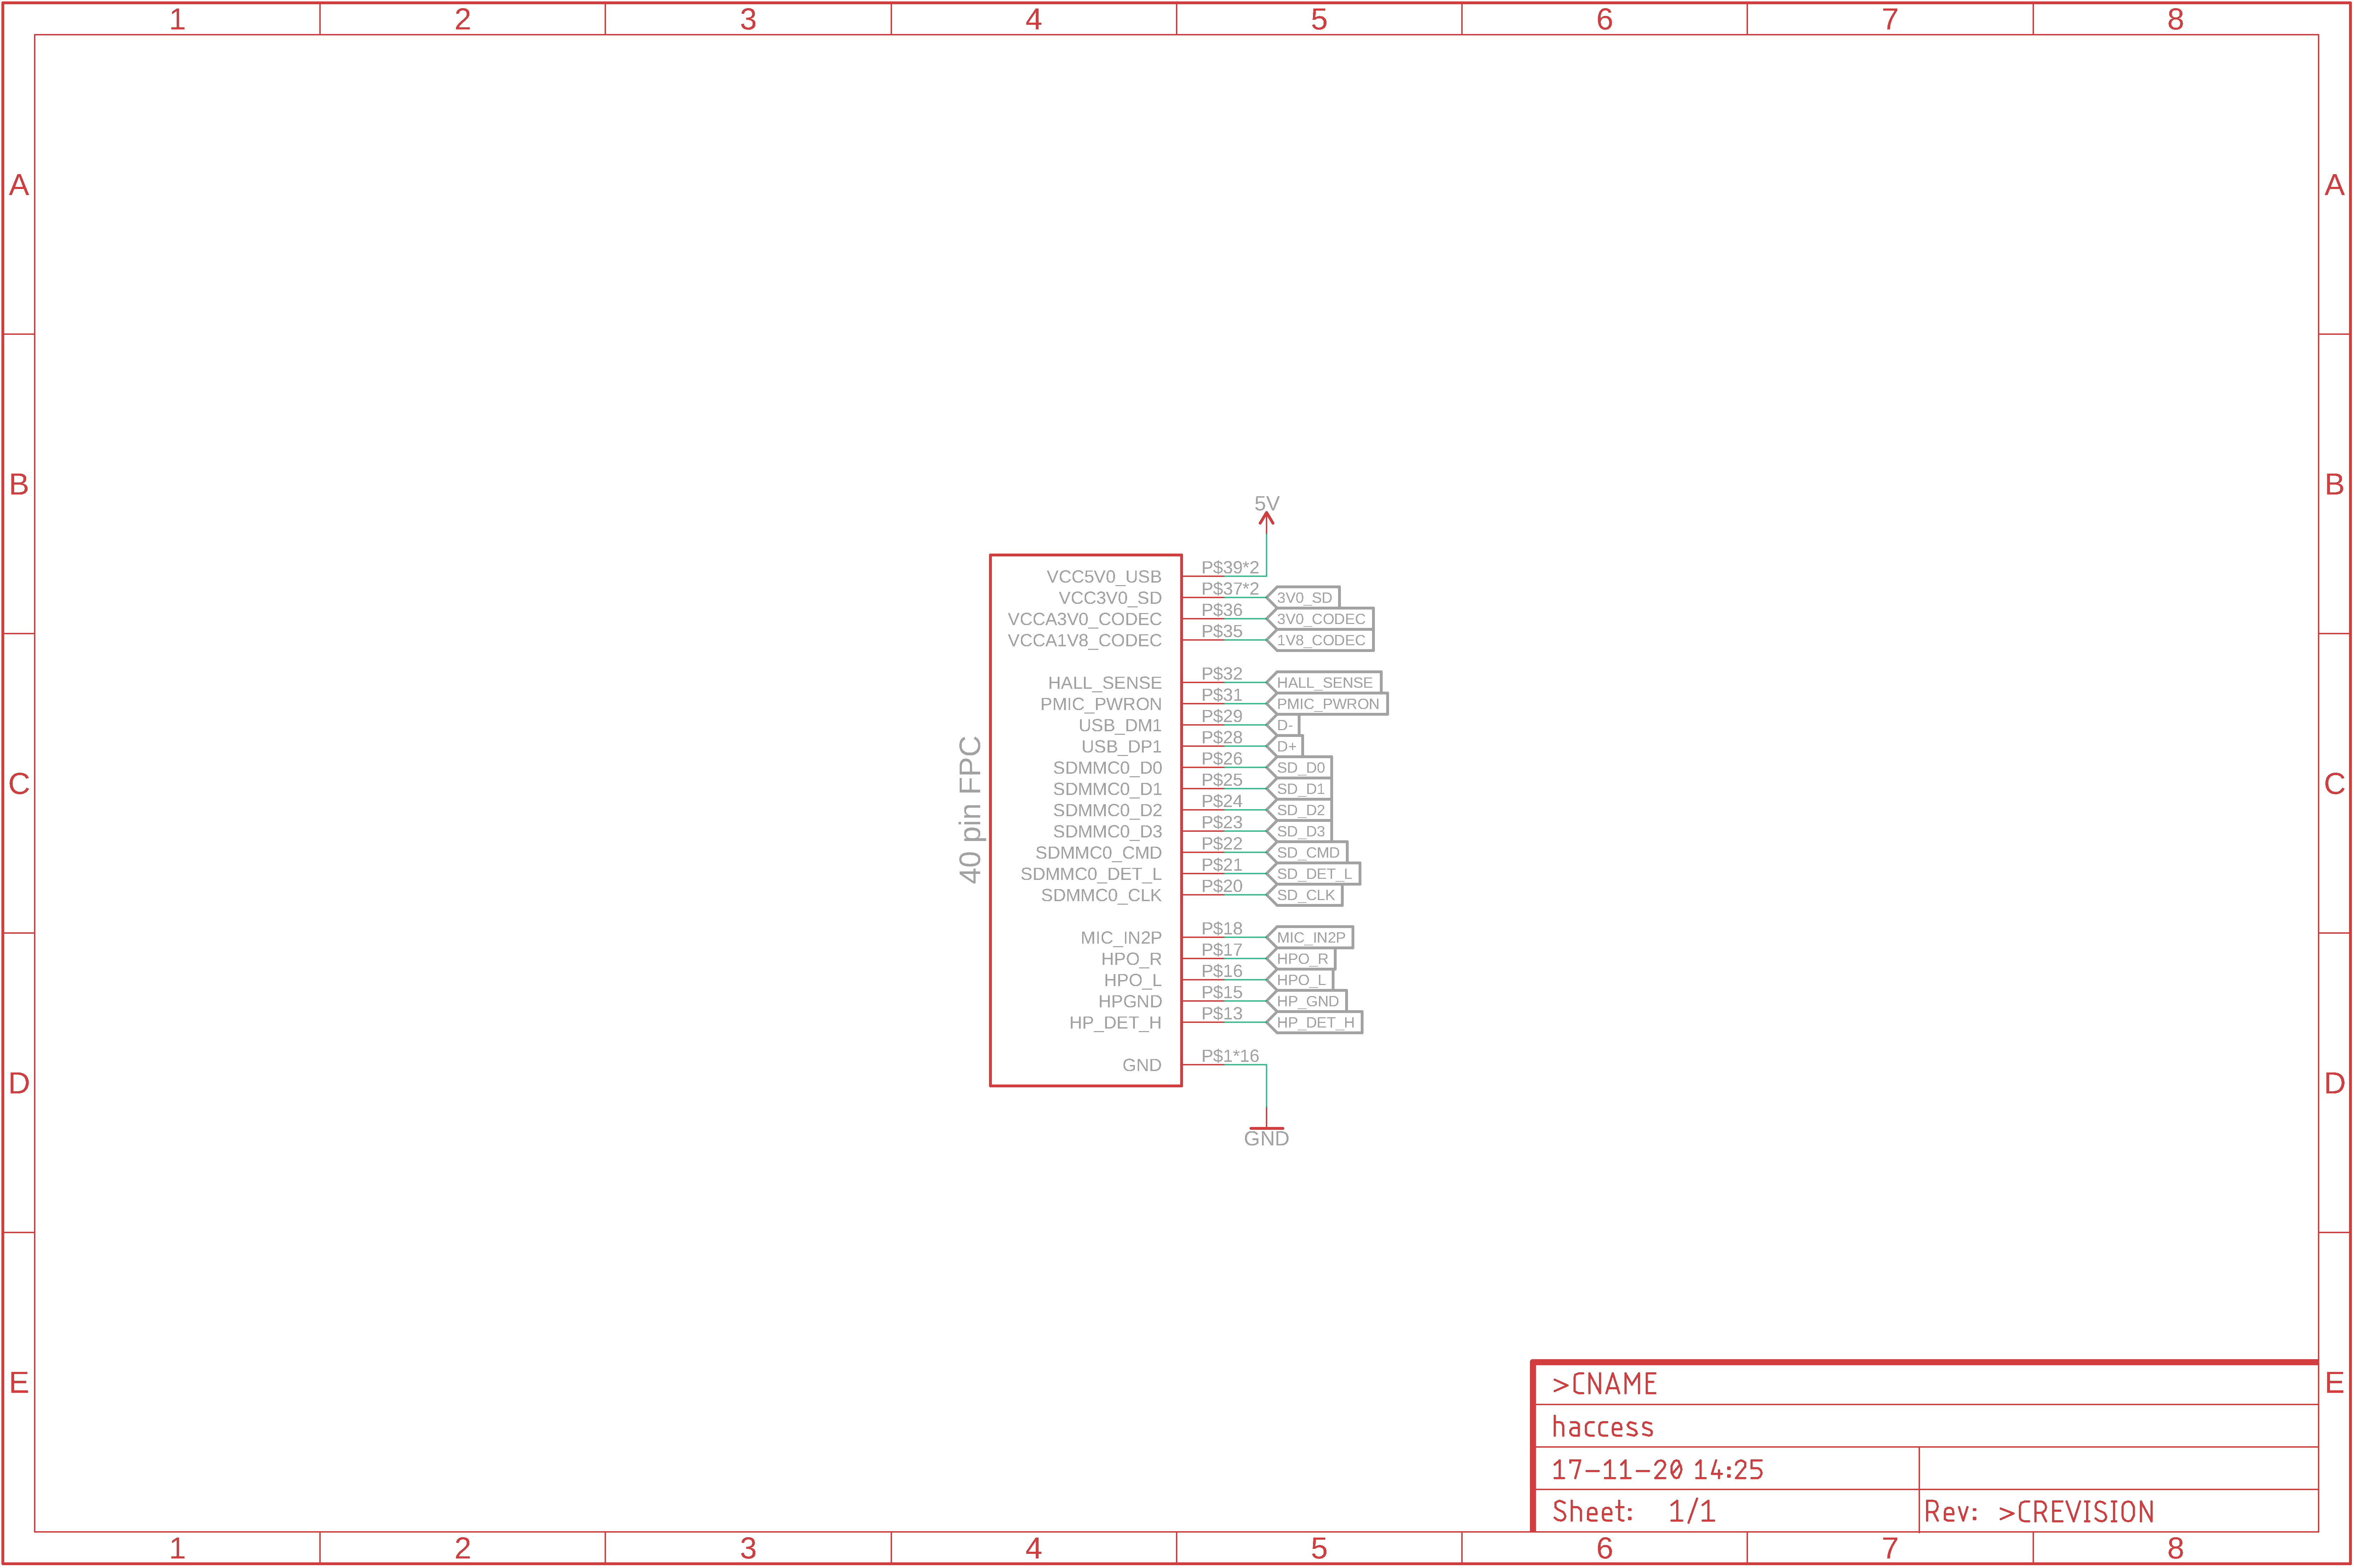 1 2 3 4 5 6 7 8
A A
B B
5V
VCC5V0_USB P$39*2
VCC3V0_SD P$37*2 3V0_SD
VCCA3V0_CODEC P$36 3V0_CODEC
VCCA1V8_CODEC P$35 1V8_CODEC
HALL_SENSE P$32 HALL_SENSE
PMIC_PWRON P$31 PMIC_PWRON
USB_DM1 P$29 D-
USB_DP1 P$28 D+
SDMMC0_D0 P$26 SD_D0
C C
40 pin FPC
SDMMC0_D1 P$25 SD_D1
SDMMC0_D2 P$24 SD_D2
SDMMC0_D3 P$23 SD_D3
SDMMC0_CMD P$22 SD_CMD
SDMMC0_DET_L P$21 SD_DET_L
SDMMC0_CLK P$20 SD_CLK
MIC_IN2P P$18 MIC_IN2P
HPO_R P$17 HPO_R
HPO_L P$16 HPO_L
HPGND P$15 HP_GND
HP_DET_H P$13 HP_DET_H
GND P$1*16
D D
GND
E E
>CNAME
haccess
17-11-20 14:25
Sheet: 1/1 Rev: >CREVISION
1 2 3 4 5 6 7 8